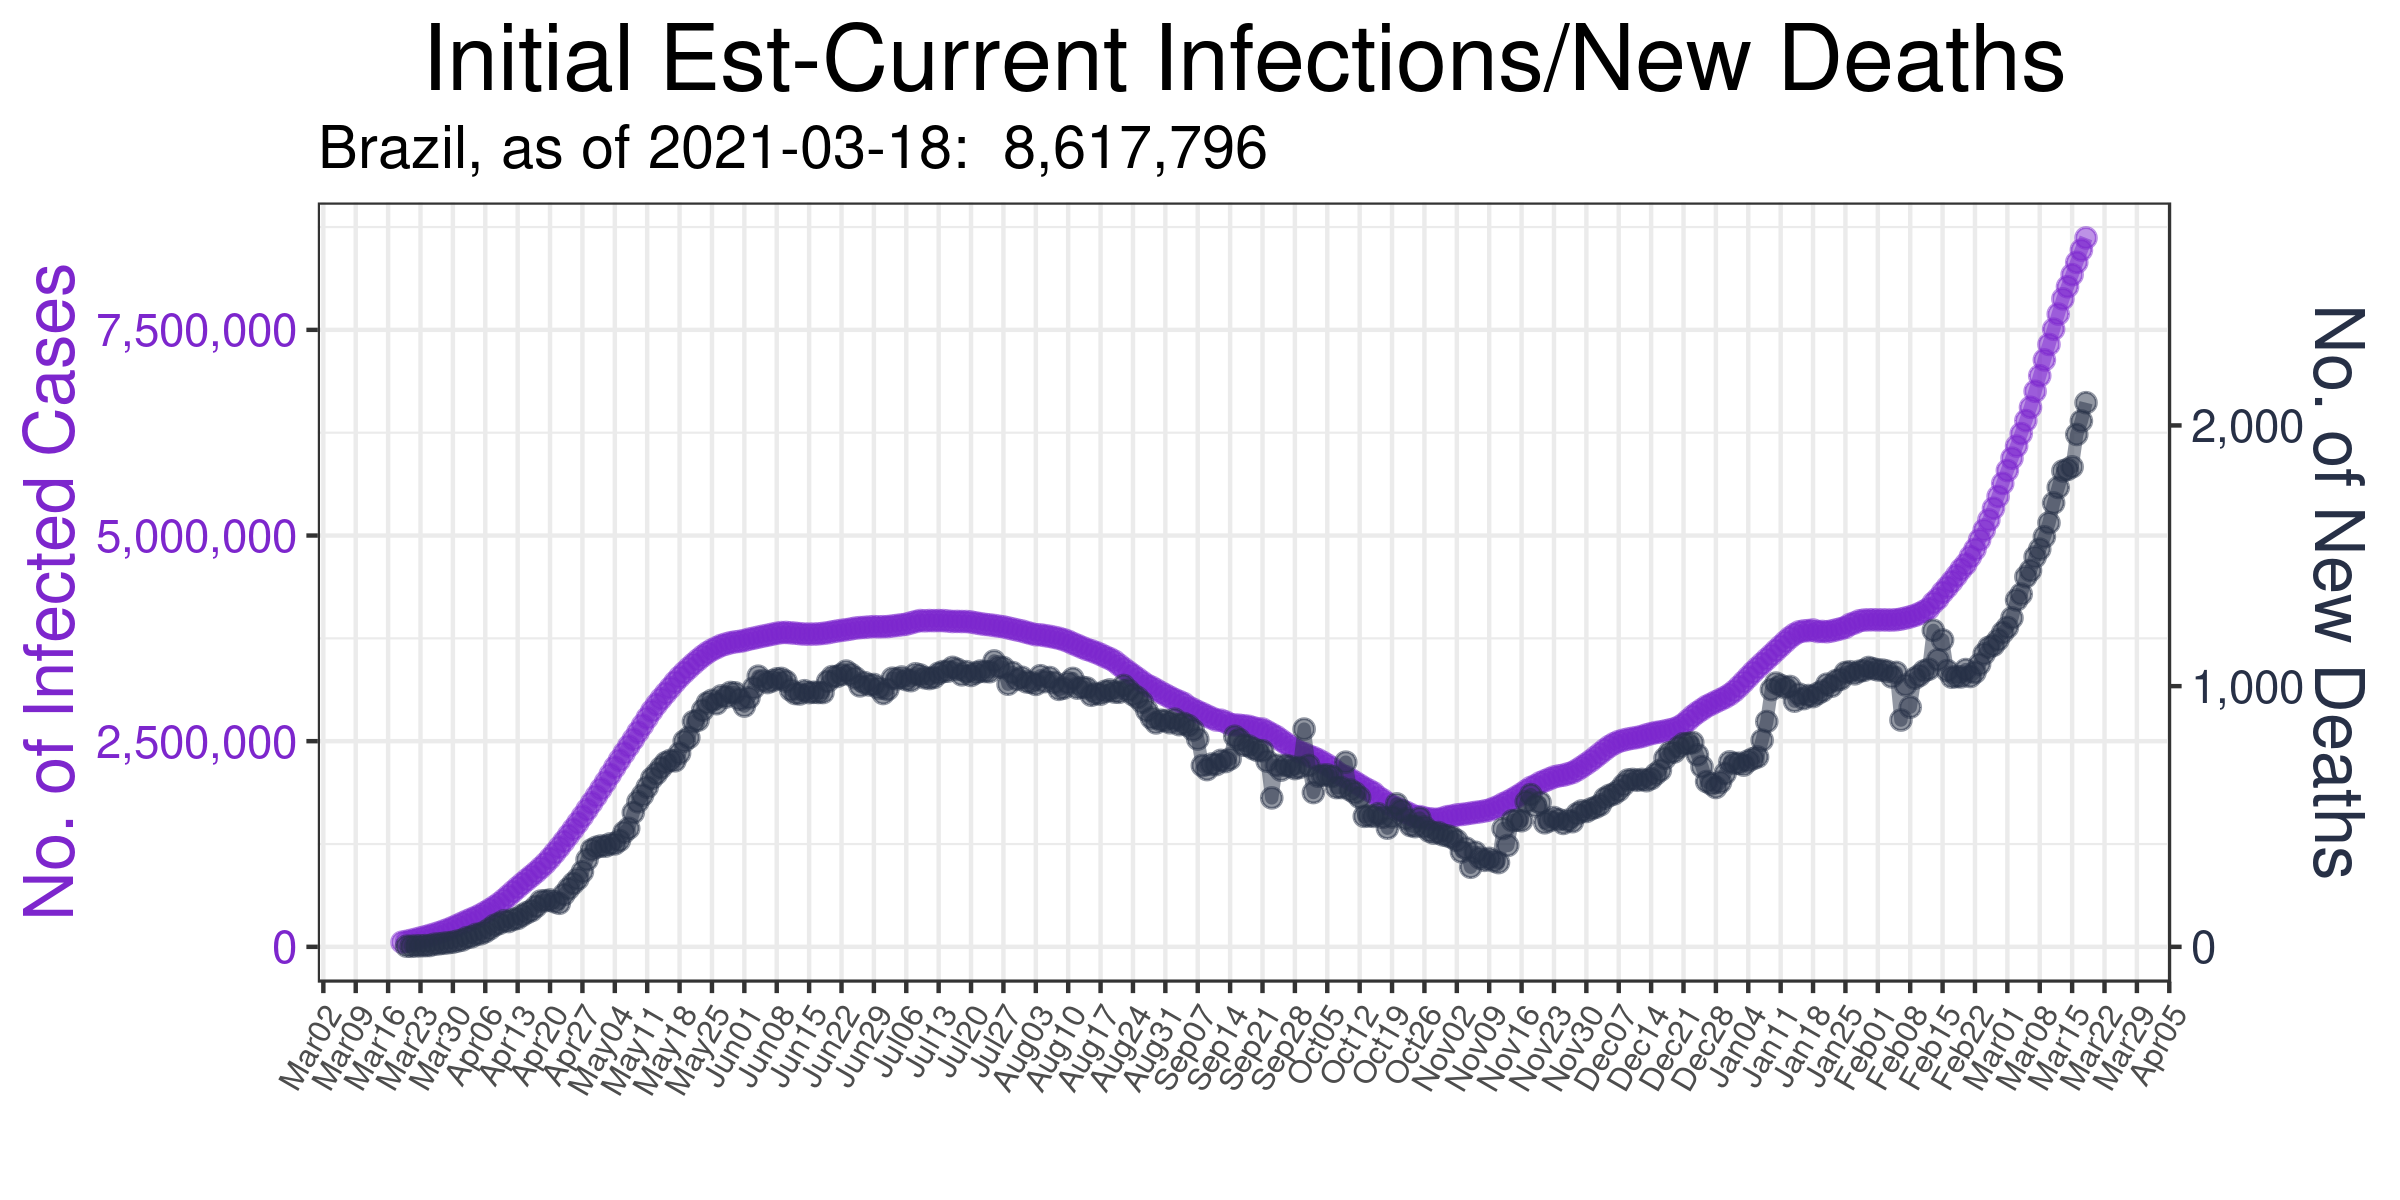 Initial Est-Current Infections/New Deaths
Brazil, as of 2021-03-18:  8,617,796
No. of Infected Cases
7,500,000
5,000,000
2,500,000
0
No. of New Deaths
2,000
1,000
0
Mar02
Mar09
Mar16
Mar23
Mar30
Apr06
Apr13
Apr20
Apr27
May04
May11
May18
May25
Jun01
Jun08
Jun15
Jun22
Jun29
Jul06
Jul13
Jul20
Jul27
Aug03
Aug10
Aug17
Aug24
Aug31
Sep07
Sep14
Sep21
Sep28
Oct05
Oct12
Oct19
Oct26
Nov02
Nov09
Nov16
Nov23
Nov30
Dec07
Dec14
Dec21
Dec28
Jan04
Jan11
Jan18
Jan25
Feb01
Feb08
Feb15
Feb22
Mar01
Mar08
Mar15
Mar22
Mar29
Apr05